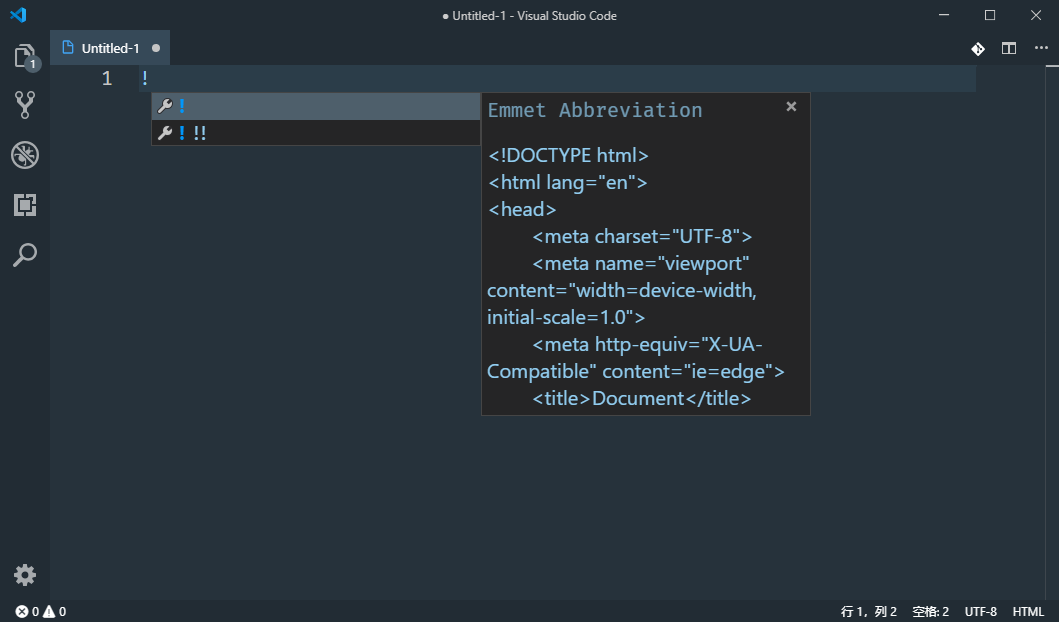 ● Untitled-1 - Visual Studio Code
1
Untitled-1 ●
1 !
!
! !!
Emmet Abbreviation
<!DOCTYPE html>
<html lang="en">
<head>
<meta charset="UTF-8">
<meta name="viewport"
content="width=device-width,
initial-scale=1.0">
<meta http-equiv="X-UA-
Compatible" content="ie=edge">
<title>Document</title>
0 0 行 1，列 2 空格: 2 UTF-8 HTML